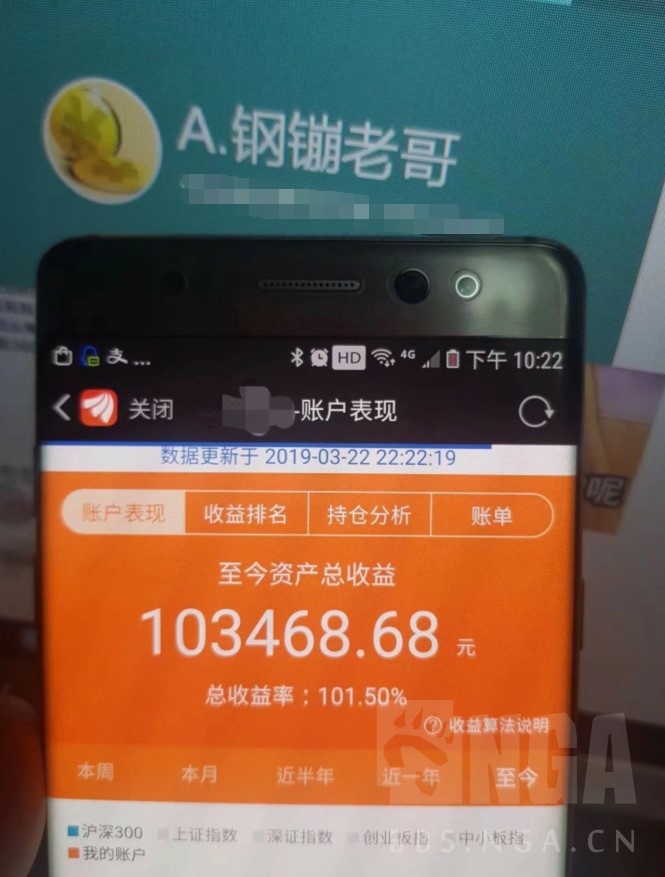 A.钢镚老哥
... HD 4G 下午 10:22
关闭 -账户表现
数据更新于 2019-03-22 22:22:19
账户表现 收益排名 持仓分析 账单
呢
至今资产总收益
103468.68 元
总收益率：101.50%
? 收益算法说明
本周 本月 近半年 近一年 至今
NGA
沪深300 上证指数 深证指数 创业板指 中小板指
BBS.NGA.CN
我的账户